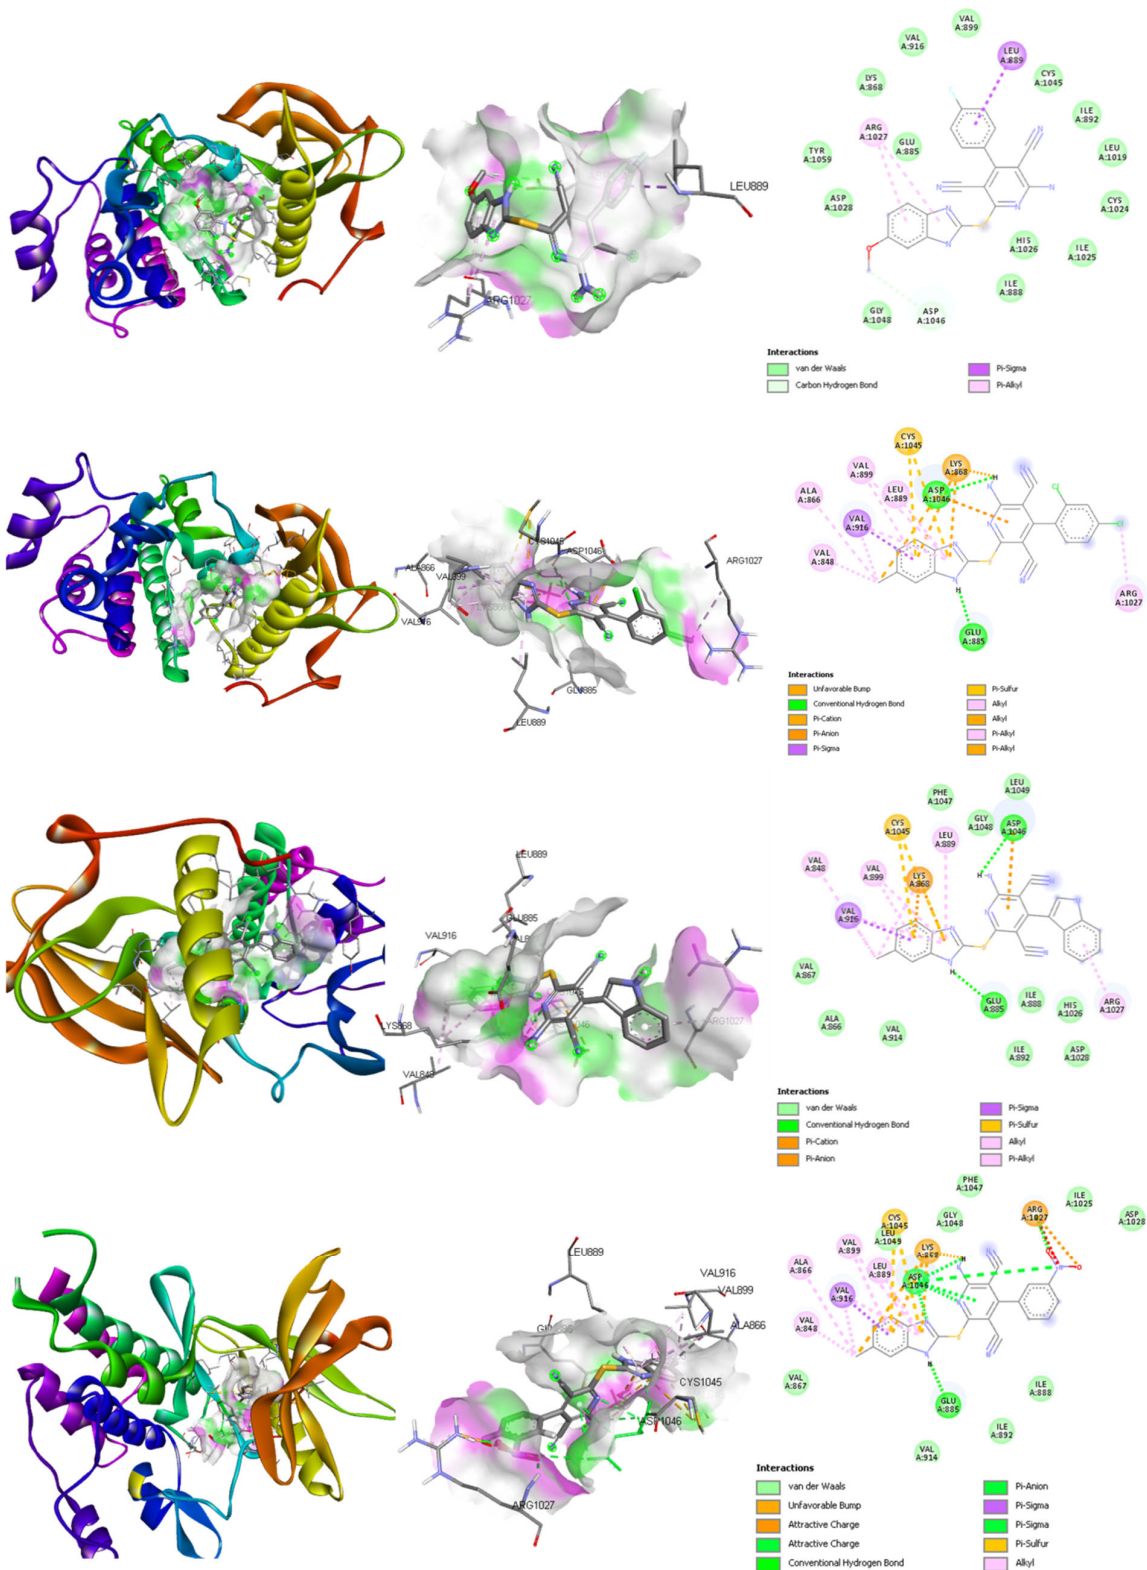 LEU889
ARG1027
VAL
A:899
VAL
A:916
LEU
A:889
LYS
A:868
CYS
A:1045
ARG
A:1027
GLU
A:885
ILE
A:892
TYR
A:1059
LEU
A:1019
ASP
A:1028
CYS
A:1024
HIS
A:1026
ILE
A:1025
ILE
A:888
GLY
A:1048
ASP
A:1046
Interactions
van der Waals
Carbon Hydrogen Bond
Pi-Sigma
Pi-Alkyl
CYS1045
ASP1046
ARG1027
ALA866
VAL899
VAL916
GLU885
LEU889
CYS
A:1045
VAL
A:899
LYS
A:868
ALA
A:866
LEU
A:889
ASP
A:1046
VAL
A:916
VAL
A:848
ARG
A:1027
GLU
A:885
Interactions
Unfavorable Bump
Conventional Hydrogen Bond
Pi-Cation
Pi-Anion
Pi-Sigma
Pi-Sulfur
Alkyl
Alkyl
Pi-Alkyl
Pi-Alkyl
LEU889
GLU885
VAL916
LYS868
VAL848
ARG1027
PHE
A:1047
LEU
A:1049
CYS
A:1045
LEU
A:889
GLY
A:1048
ASP
A:1046
VAL
A:848
VAL
A:899
LYS
A:868
VAL
A:916
VAL
A:867
ALA
A:866
VAL
A:914
GLU
A:885
ILE
A:888
HIS
A:1026
ARG
A:1027
ILE
A:892
ASP
A:1028
Interactions
van der Waals
Conventional Hydrogen Bond
Pi-Cation
Pi-Anion
Pi-Sigma
Pi-Sulfur
Alkyl
Pi-Alkyl
LEU889
VAL916
VAL899
ALA866
CYS1045
ASP1046
ARG1027
PHE
A:1047
CYS
A:1045
LEU
A:1049
GLY
A:1048
ARG
A:1027
ILE
A:1025
ASP
A:1028
VAL
A:899
LYS
A:868
ALA
A:866
LEU
A:889
ASP
A:1046
VAL
A:916
VAL
A:848
VAL
A:867
GLU
A:885
ILE
A:888
ILE
A:892
VAL
A:914
Interactions
van der Waals
Unfavorable Bump
Attractive Charge
Attractive Charge
Conventional Hydrogen Bond
Pi-Anion
Pi-Sigma
Pi-Sigma
Pi-Sulfur
Alkyl